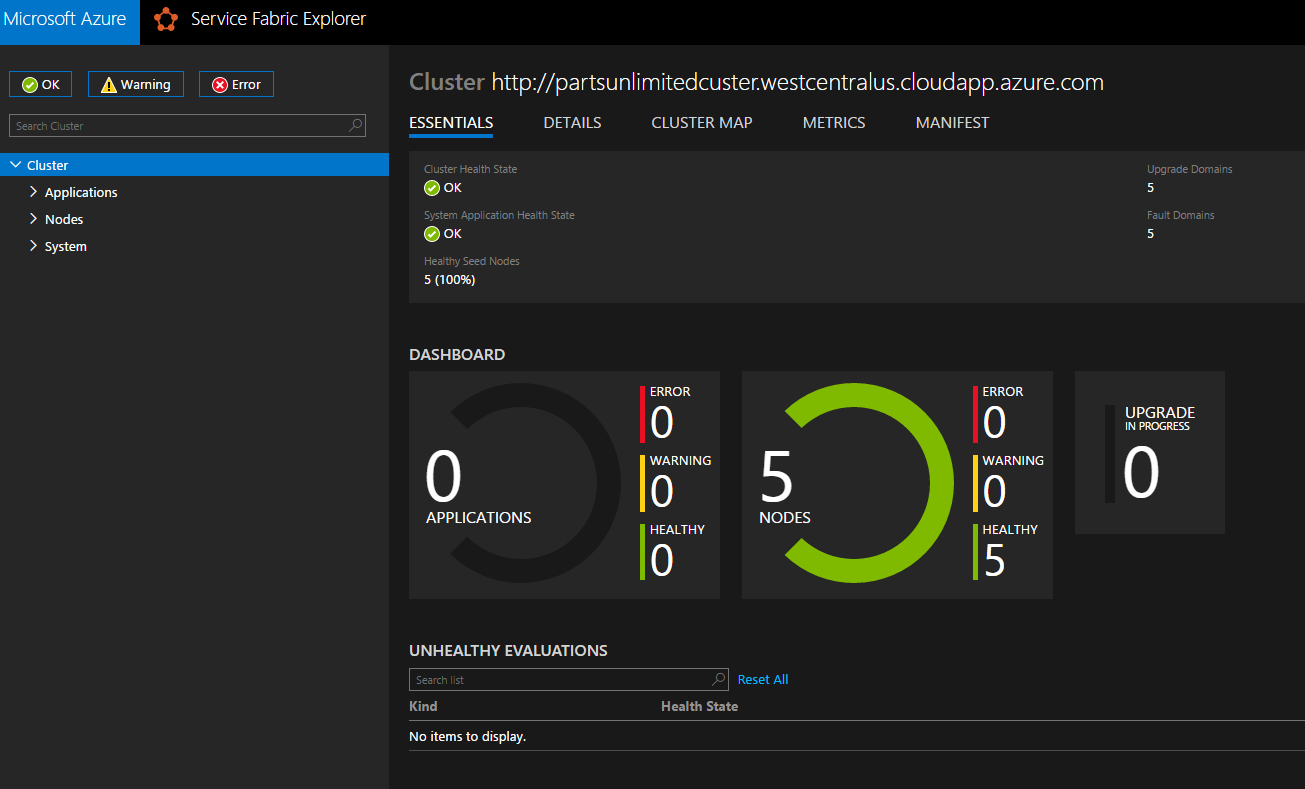 Microsoft Azure Service Fabric Explorer
OK Warning Error
Search Cluster
Cluster
Applications
Nodes
System
Cluster http://partsunlimitedcuster.westcentralus.cloudapp.azure.com
ESSENTIALS DETAILS CLUSTER MAP METRICS MANIFEST
Cluster Health State
OK
System Application Health State
OK
Healthy Seed Nodes
5 (100%)
Upgrade Domains
5
Fault Domains
5
DASHBOARD
0
APPLICATIONS
ERROR
0
WARNING
0
HEALTHY
0
5
NODES
ERROR
0
WARNING
0
HEALTHY
5
UPGRADE
IN PROGRESS
0
UNHEALTHY EVALUATIONS
Search list Reset All
Kind Health State
No items to display.